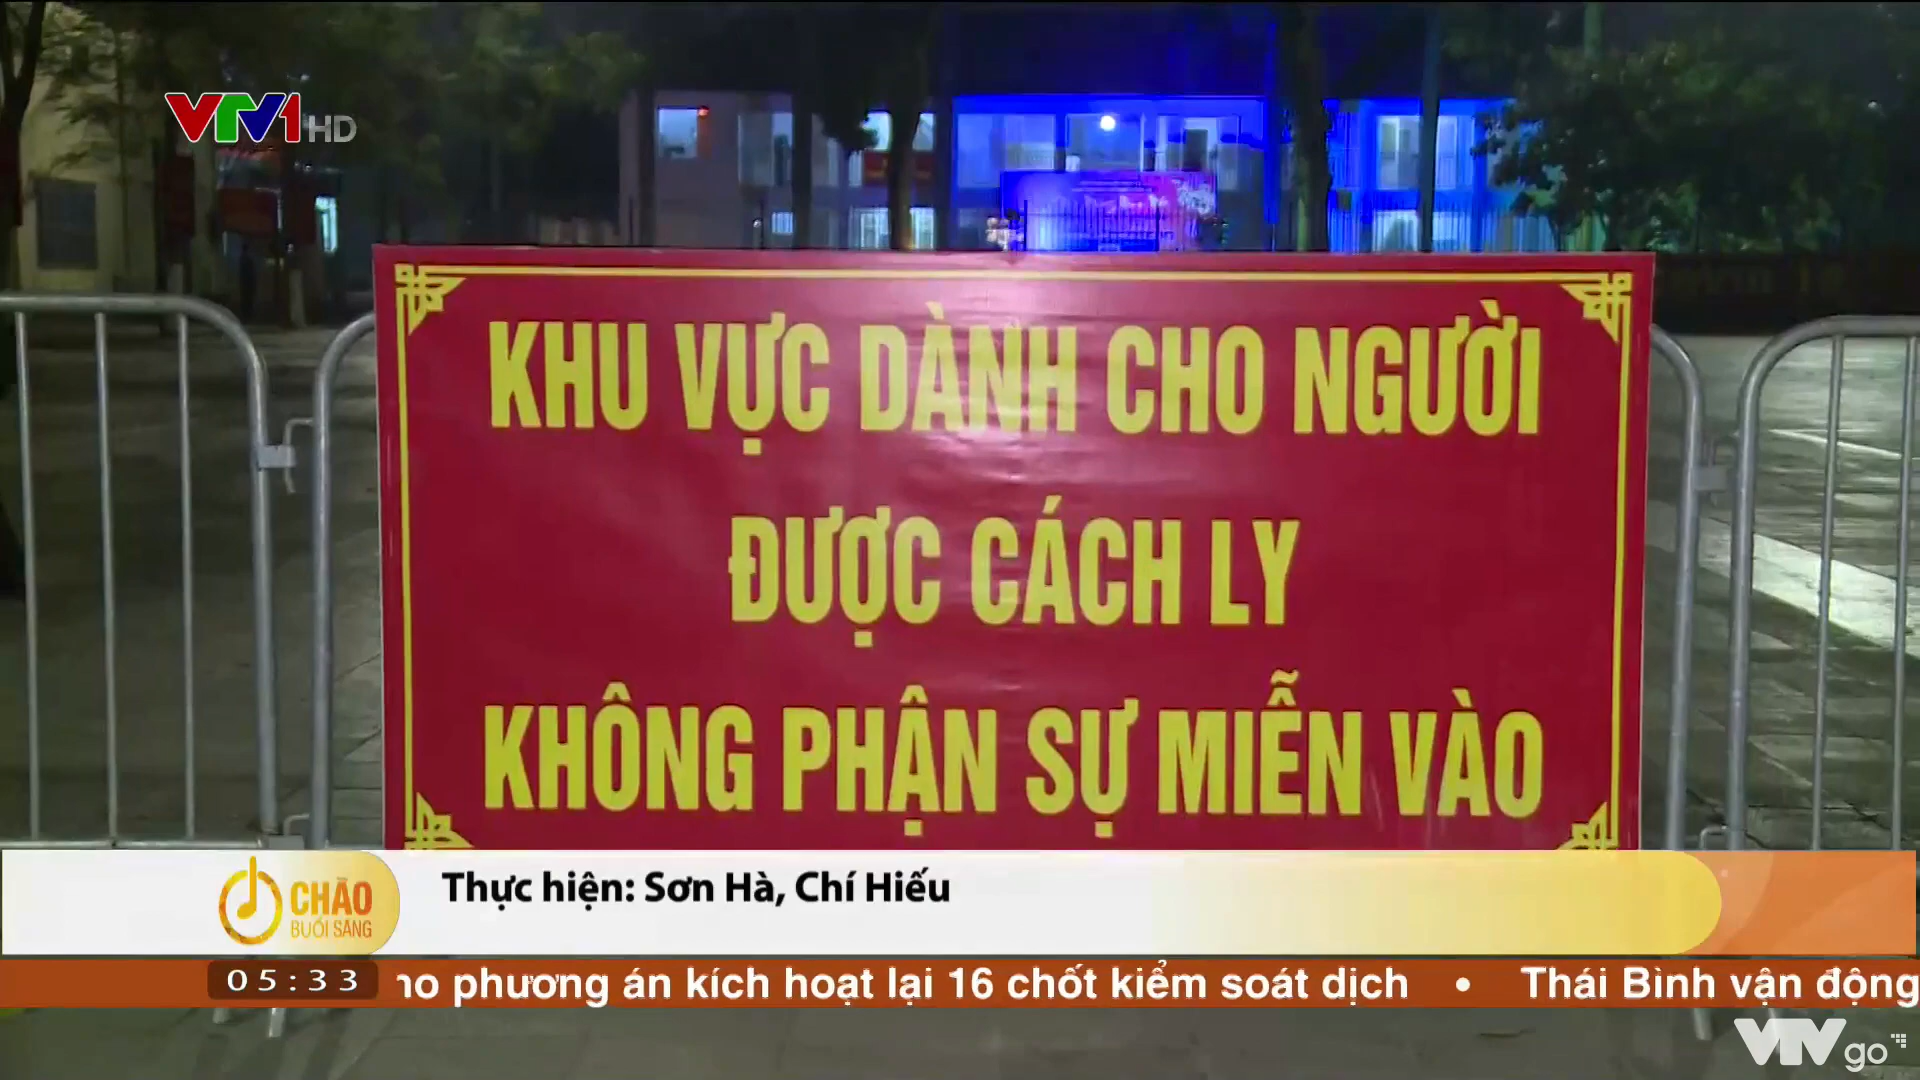 VTV1 HD
KHU VỰC DÀNH CHO NGƯỜI
ĐƯỢC CÁCH LY
KHÔNG PHẬN SỰ MIỄN VÀO
CHÀO
BUỔI SÁNG
Thực hiện: Sơn Hà, Chí Hiếu
05:33
phương án kích hoạt lại 16 chốt kiểm soát dịch • Thái Bình vận động
VTV go